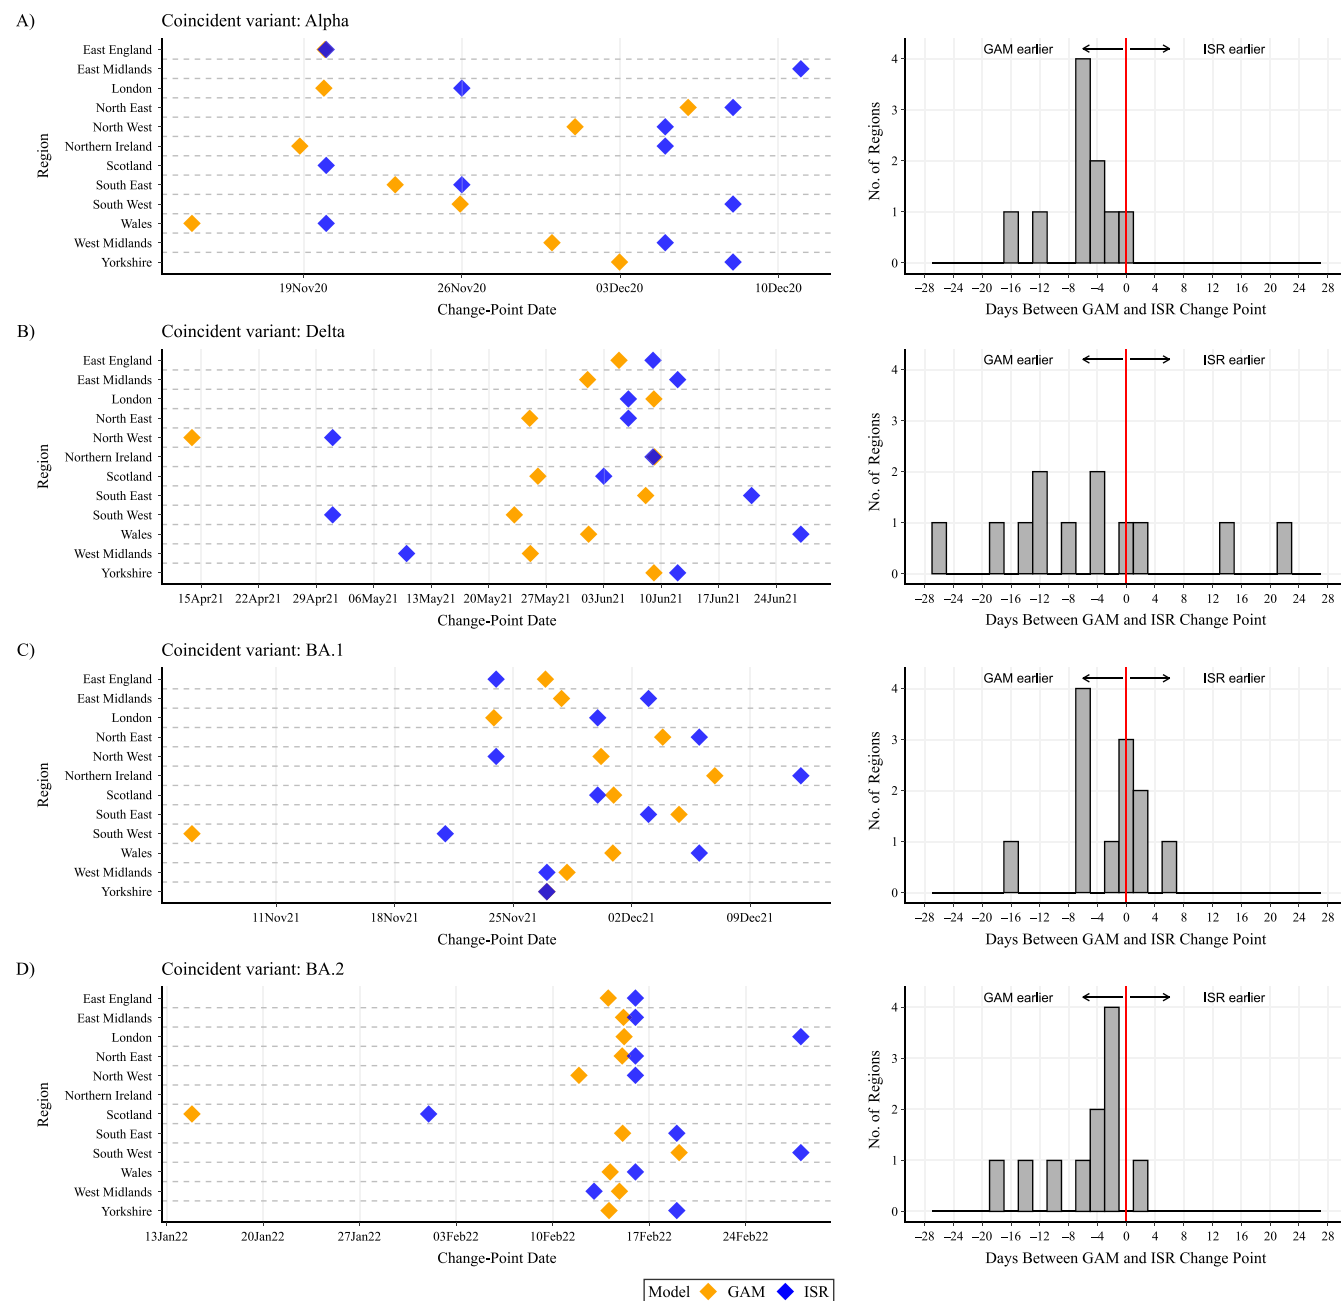 A)
Coincident variant: Alpha
Region
East England
East Midlands
London
North East
North West
Northern Ireland
Scotland
South East
South West
Wales
West Midlands
Yorkshire
19Nov20 26Nov20 03Dec20 10Dec20
Change-Point Date
GAM earlier ISR earlier
No. of Regions
4
3
2
1
0
−28 −24 −20 −16 −12 −8 −4 0 4 8 12 16 20 24 28
Days Between GAM and ISR Change Point
B)
Coincident variant: Delta
Region
East England
East Midlands
London
North East
North West
Northern Ireland
Scotland
South East
South West
Wales
West Midlands
Yorkshire
15Apr21 22Apr21 29Apr21 06May21 13May21 20May21 27May21 03Jun21 10Jun21 17Jun21 24Jun21
Change-Point Date
GAM earlier ISR earlier
No. of Regions
4
3
2
1
0
−28 −24 −20 −16 −12 −8 −4 0 4 8 12 16 20 24 28
Days Between GAM and ISR Change Point
C)
Coincident variant: BA.1
Region
East England
East Midlands
London
North East
North West
Northern Ireland
Scotland
South East
South West
Wales
West Midlands
Yorkshire
11Nov21 18Nov21 25Nov21 02Dec21 09Dec21
Change-Point Date
GAM earlier ISR earlier
No. of Regions
4
3
2
1
0
−28 −24 −20 −16 −12 −8 −4 0 4 8 12 16 20 24 28
Days Between GAM and ISR Change Point
D)
Coincident variant: BA.2
Region
East England
East Midlands
London
North East
North West
Northern Ireland
Scotland
South East
South West
Wales
West Midlands
Yorkshire
13Jan22 20Jan22 27Jan22 03Feb22 10Feb22 17Feb22 24Feb22
Change-Point Date
GAM earlier ISR earlier
No. of Regions
4
3
2
1
0
−28 −24 −20 −16 −12 −8 −4 0 4 8 12 16 20 24 28
Days Between GAM and ISR Change Point
Model GAM ISR